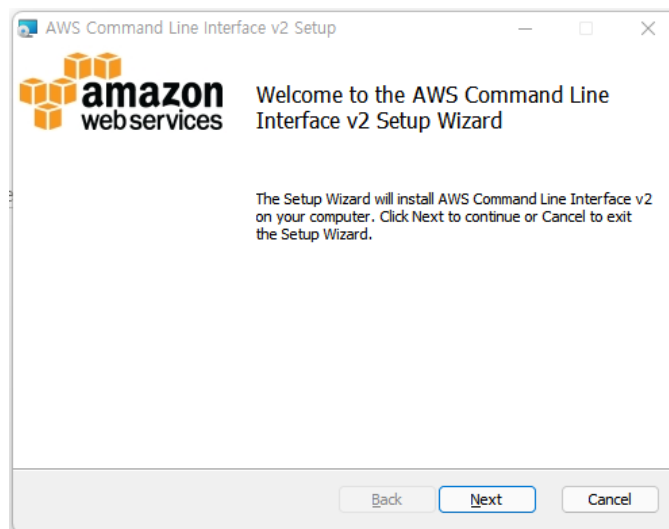 AWS Command Line Interface v2 Setup
amazon
webservices
Welcome to the AWS Command Line
Interface v2 Setup Wizard
The Setup Wizard will install AWS Command Line Interface v2
on your computer. Click Next to continue or Cancel to exit
the Setup Wizard.
Back
Next
Cancel